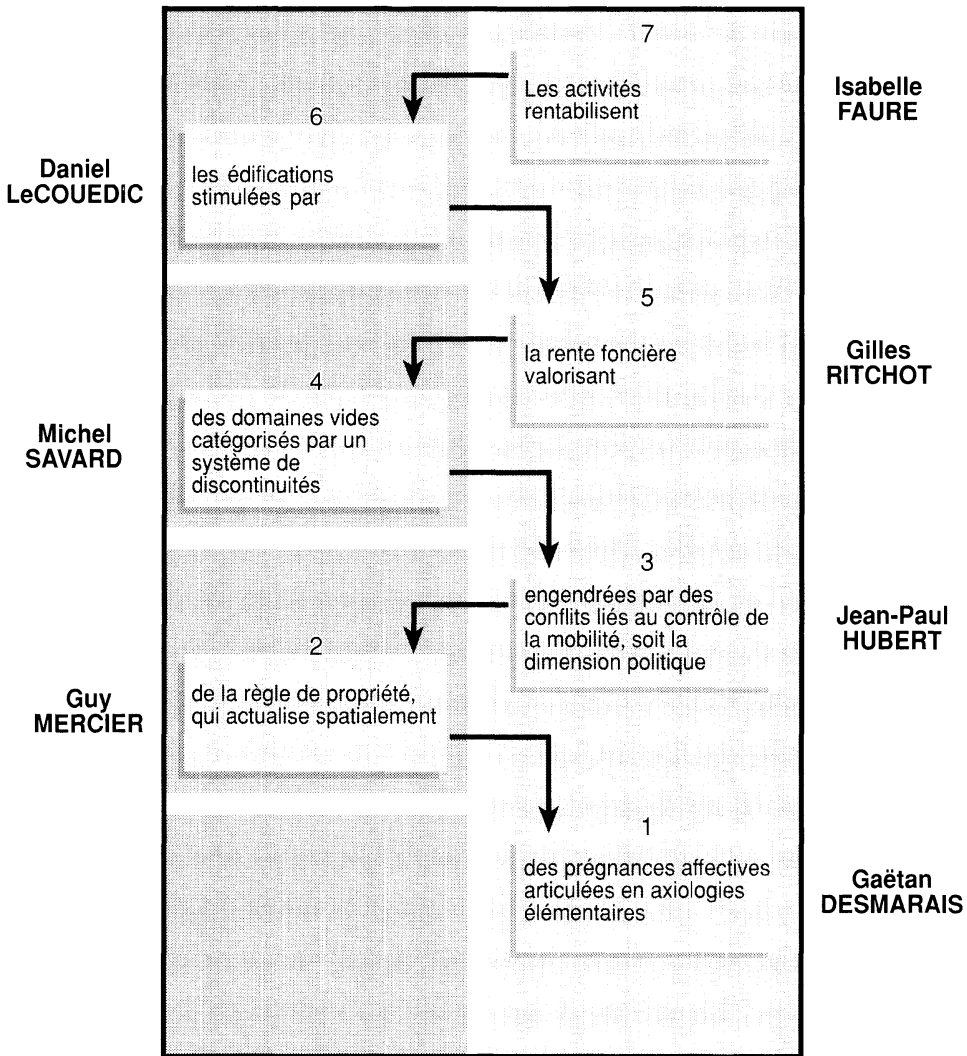 7
Les activités
rentabilisent
Isabelle
FAURE
6
les édifications
stimulées par
Daniel
LeCOUEDIC
5
la rente foncière
valorisant
Gilles
RITCHOT
4
des domaines vides
catégorisés par un
système de
discontinuités
Michel
SAVARD
3
engendrées par des
conflits liés au contrôle de
la mobilité, soit la
dimension politique
Jean-Paul
HUBERT
2
de la règle de propriété,
qui actualise spatialement
Guy
MERCIER
1
des prégnances affectives
articulées en axiologies
élémentaires
Gaëtan
DESMARAIS